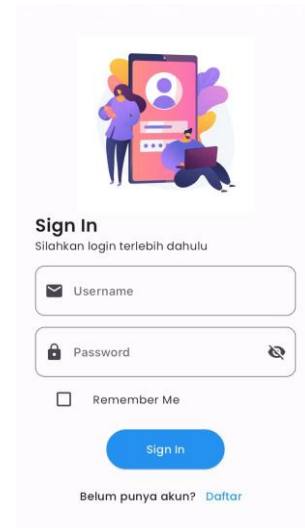 Sign In
Silahkan login terlebih dahulu
Username
Password
Remember Me
Sign In
Belum punya akun? Daftar